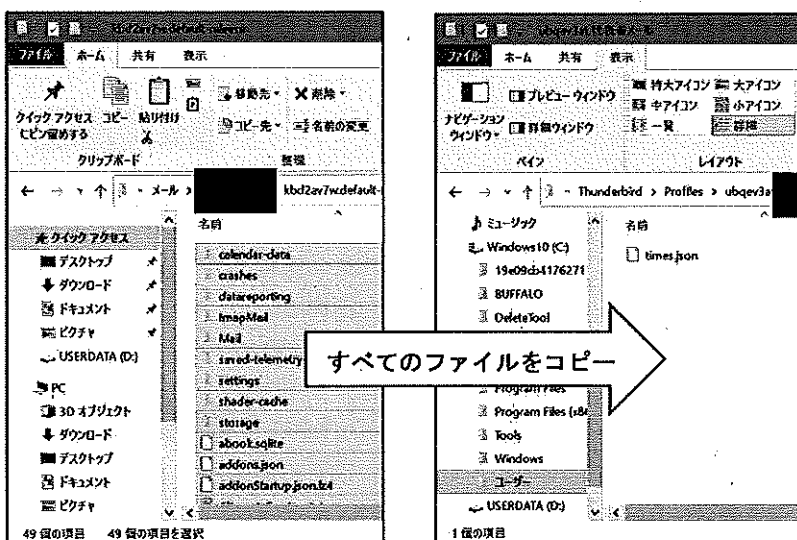 kbd2av7w.default-release
ファイル ホーム 共有 表示
クイック アクセス
にピン留めする
コピー
貼り付け
移動先
コピー先
削除
名前の変更
クリップボード
整理
メール
kbd2av7w.default-
クイック アクセス
デスクトップ
ダウンロード
ドキュメント
ピクチャ
USERDATA (D:)
PC
3D オブジェクト
ダウンロード
デスクトップ
ドキュメント
ピクチャ
名前
calendar-data
crashes
datareporting
ImapMail
Mail
saved-telemetry
settings
shader-cache
storage
abook.sqlite
addons.json
addonStartup.json.lz4
49 個の項目 49 個の項目を選択
すべてのファイルをコピー
ファイル ホーム 共有 表示
ナビゲーション
ウィンドウ
プレビュー ウィンドウ
詳細ウィンドウ
特大アイコン 大アイコン
中アイコン 小アイコン
一覧 詳細
ペイン
レイアウト
Thunderbird > Profiles > ubqev3a
ミュージック
Windows10 (C:)
BUFFALO
DeleteTool
Program Files
Program Files (x86
Tools
Windows
ユーザー
USERDATA (D:)
名前
times.json
1 個の項目